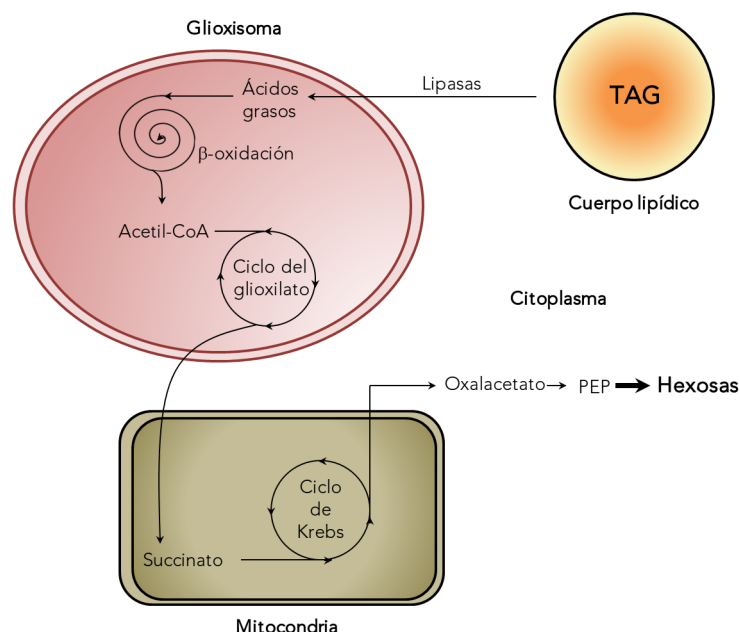 Glioxisoma
Ácidos
grasos
Lipasas
TAG
β-oxidación
Cuerpo lipídico
Acetil-CoA
Ciclo del
glioxilato
Citoplasma
Oxalacetato
PEP
Hexosas
Ciclo
de
Krebs
Succinato
Mitocondria